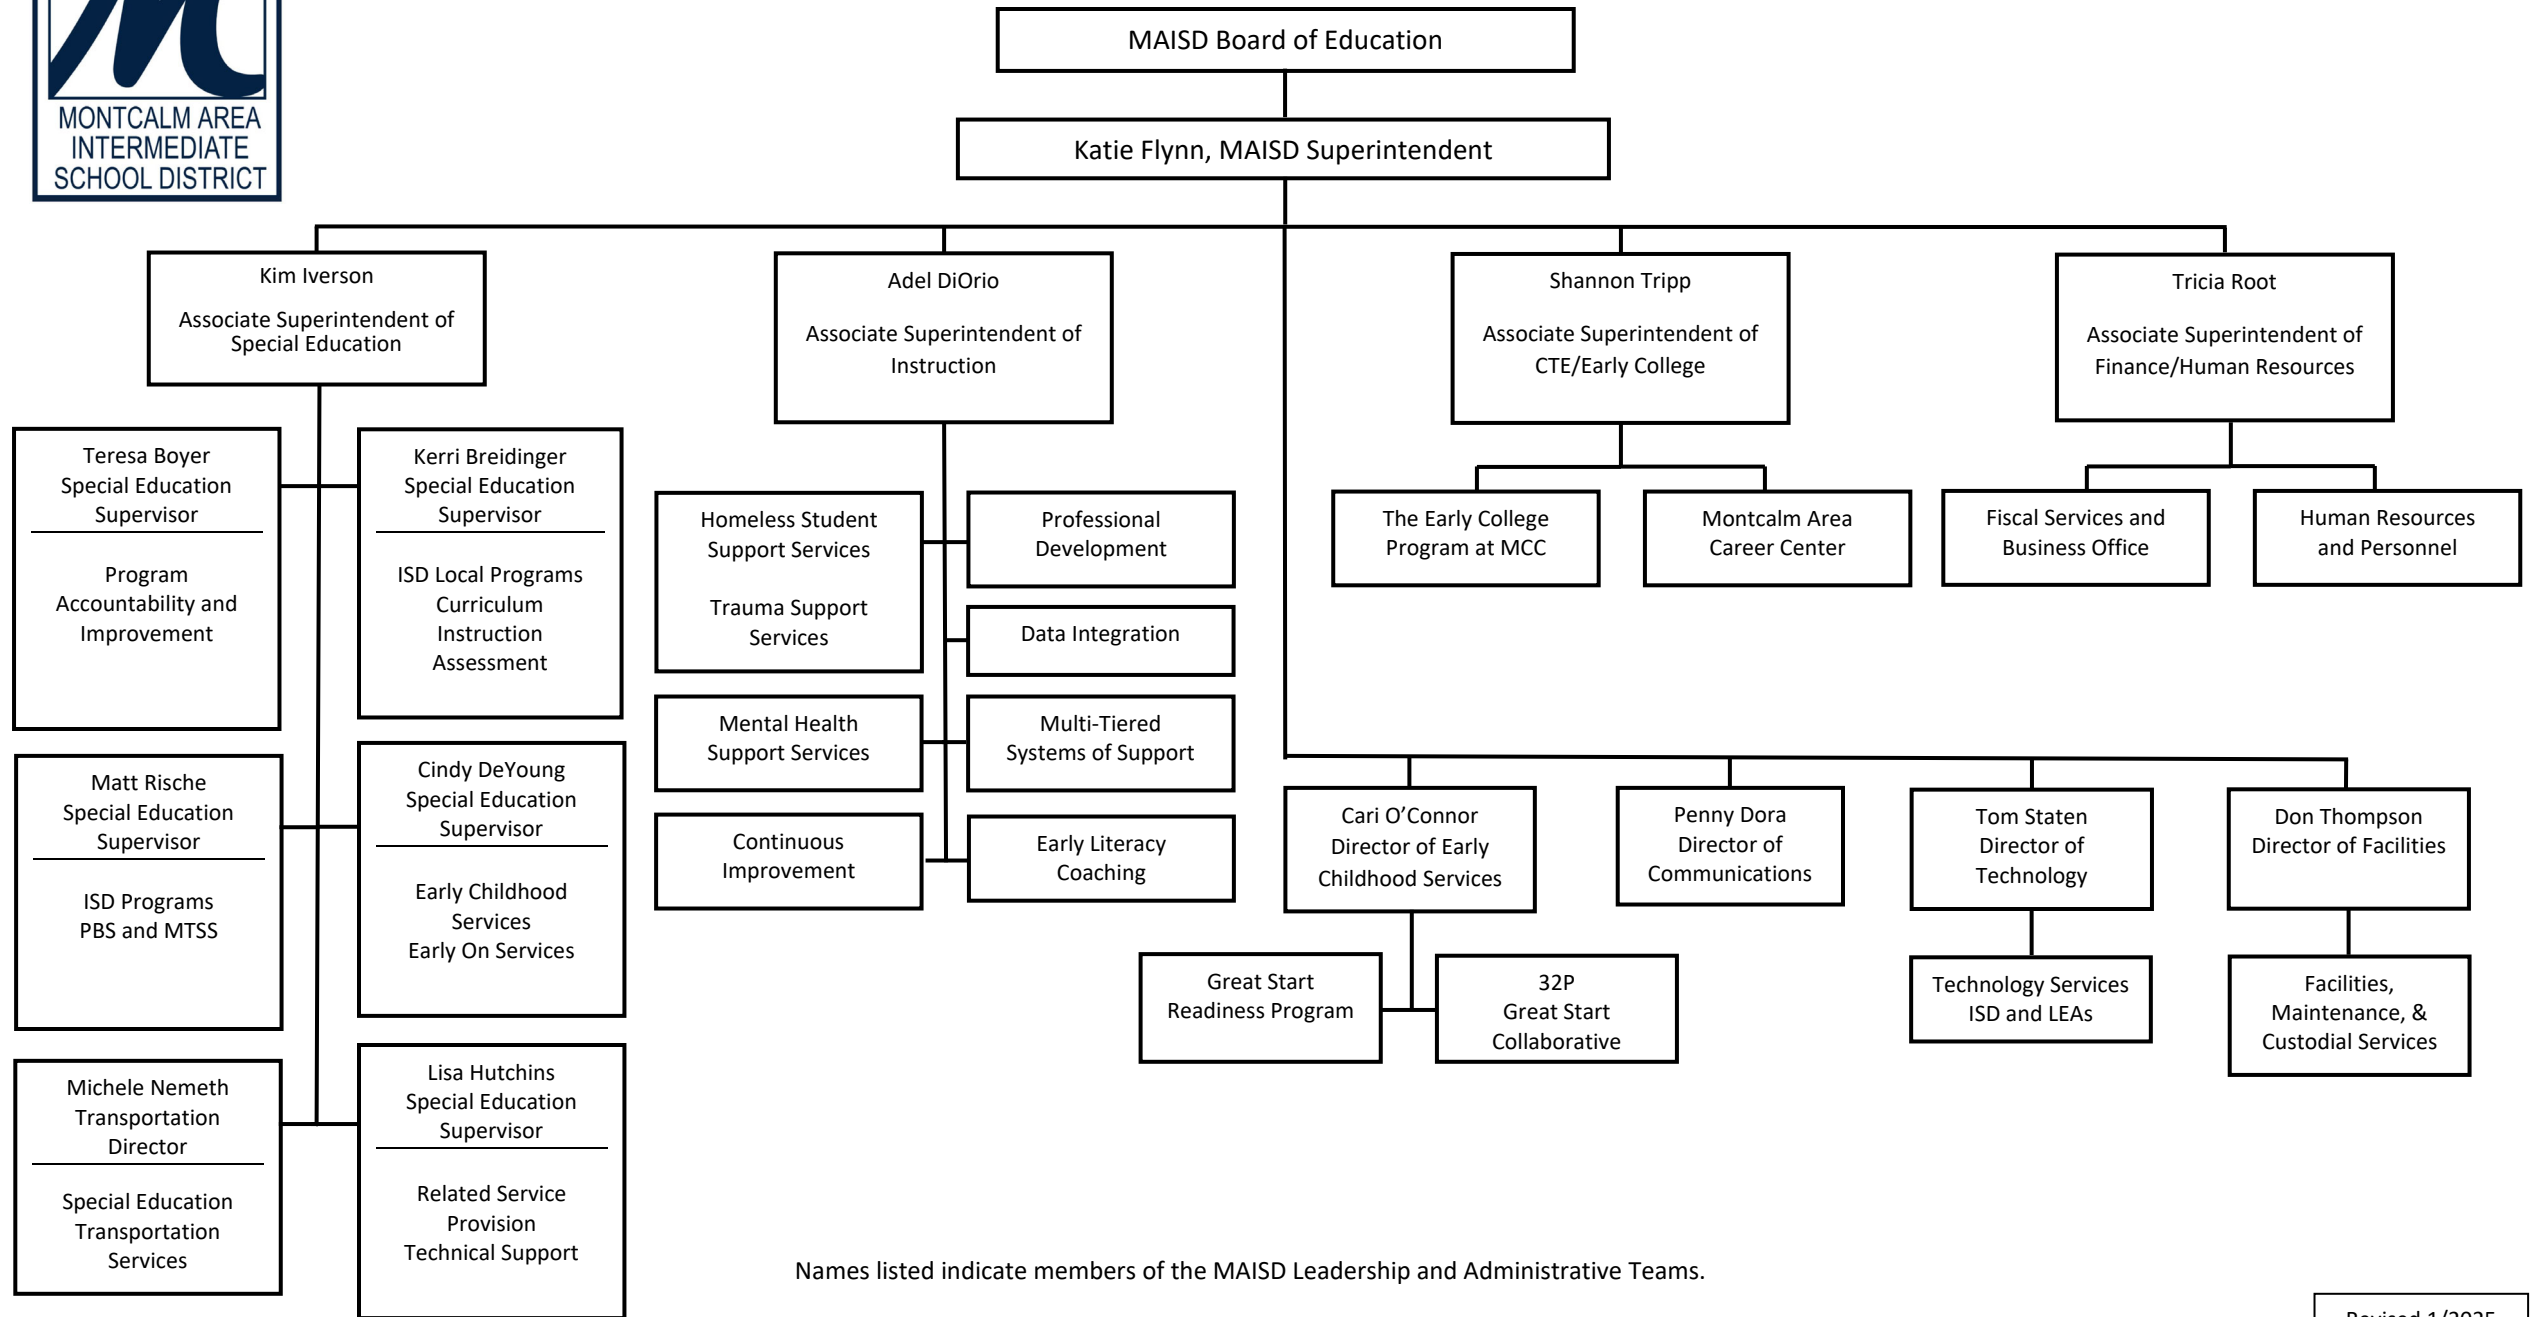 MONTCALM AREA
INTERMEDIATE
SCHOOL DISTRICT
MAISD Board of Education
Katie Flynn, MAISD Superintendent
Kim Iverson
Associate Superintendent of
Special Education
Adel DiOrio
Associate Superintendent of
Instruction
Shannon Tripp
Associate Superintendent of
CTE/Early College
Tricia Root
Associate Superintendent of
Finance/Human Resources
Teresa Boyer
Special Education
Supervisor
Program
Accountability and
Improvement
Kerri Breidinger
Special Education
Supervisor
ISD Local Programs
Curriculum
Instruction
Assessment
Matt Rische
Special Education
Supervisor
ISD Programs
PBS and MTSS
Cindy DeYoung
Special Education
Supervisor
Early Childhood
Services
Early On Services
Michele Nemeth
Transportation
Director
Special Education
Transportation
Services
Lisa Hutchins
Special Education
Supervisor
Related Service
Provision
Technical Support
Homeless Student
Support Services
Trauma Support
Services
Professional
Development
Data Integration
Mental Health
Support Services
Multi-Tiered
Systems of Support
Continuous
Improvement
Early Literacy
Coaching
The Early College
Program at MCC
Montcalm Area
Career Center
Fiscal Services and
Business Office
Human Resources
and Personnel
Cari O’Connor
Director of Early
Childhood Services
Penny Dora
Director of
Communications
Tom Staten
Director of
Technology
Don Thompson
Director of Facilities
Great Start
Readiness Program
32P
Great Start
Collaborative
Technology Services
ISD and LEAs
Facilities,
Maintenance, &
Custodial Services
Names listed indicate members of the MAISD Leadership and Administrative Teams.
Revised 1/2025